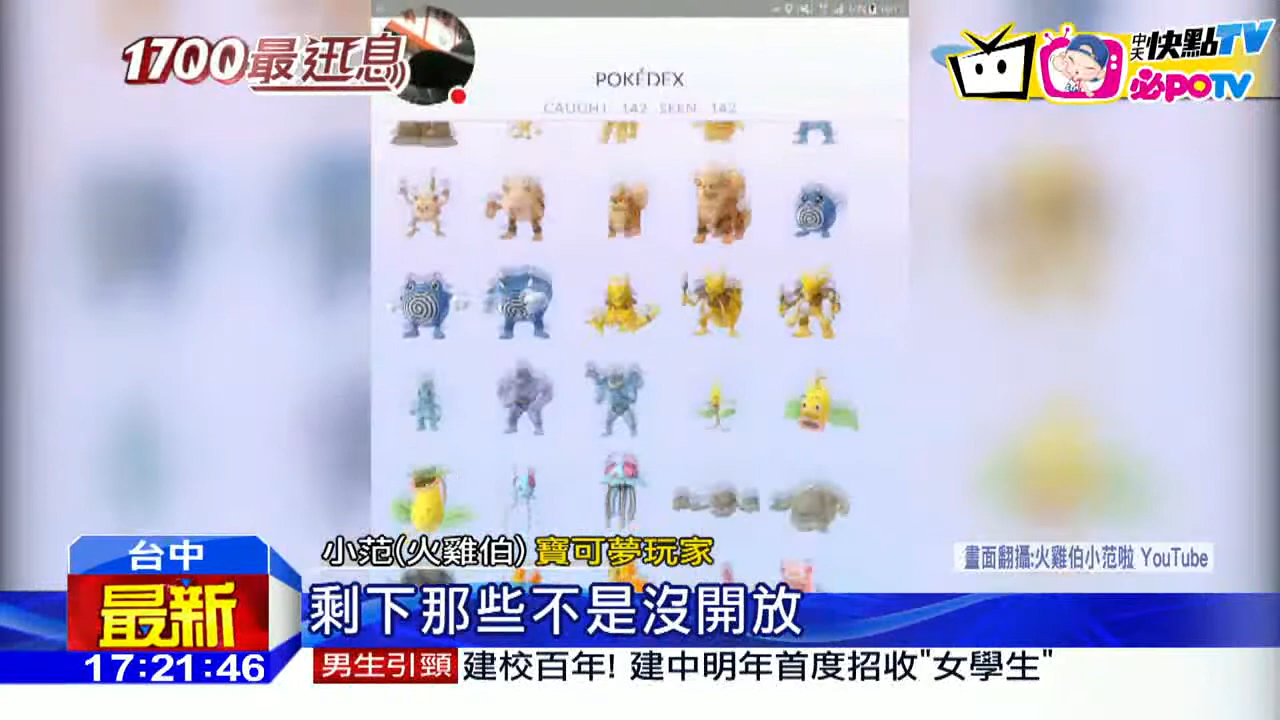 1700最迅息
中天快點TV
必POTV
POKÉDEX
CAUGHT: 142 SEEN: 142
小范(火雞伯) 寶可夢玩家
畫面翻攝:火雞伯小范啦 YouTube
台中
最新
剩下那些不是沒開放
17:21:46
男生引頸 建校百年! 建中明年首度招收"女學生"